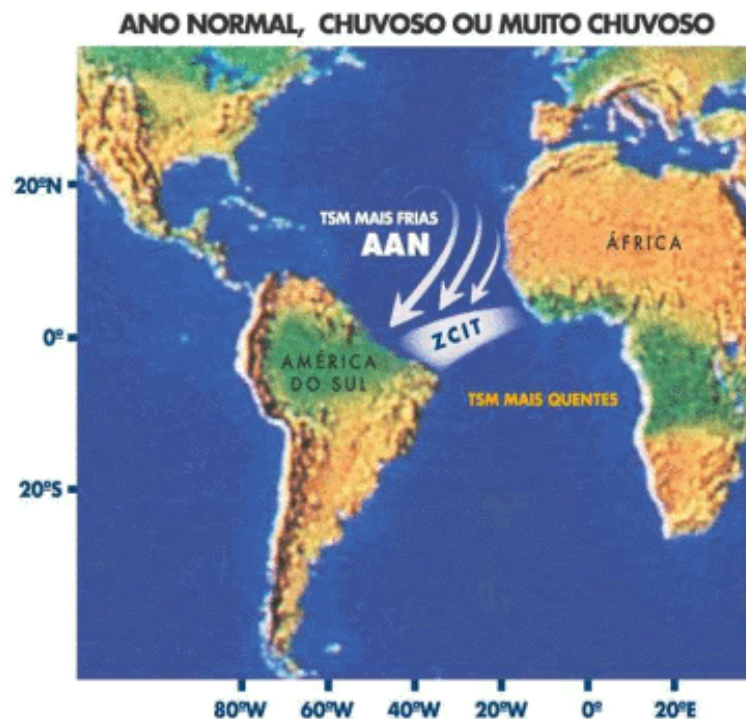 ANO NORMAL, CHUVOSO OU MUITO CHUVOSO
20ºN
TSM MAIS FRIAS
AAN
ÁFRICA
0º
ZCIT
AMÉRICA
DO SUL
TSM MAIS QUENTES
20ºS
80ºW 60ºW 40ºW 20ºW 0º 20ºE